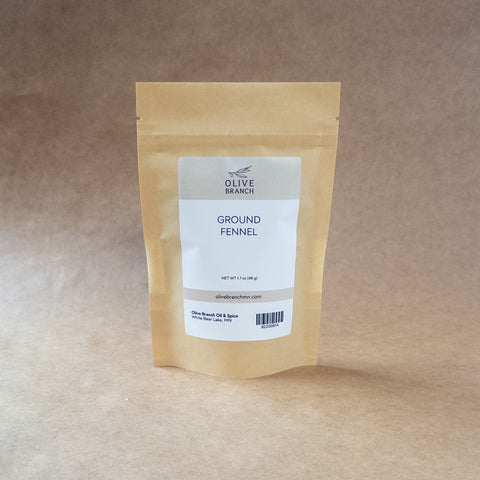 OLIVE
BRANCH
GROUND
FENNEL
NET WT 1.7 oz (48 g)
olivebranchmn.com
Olive Branch Oil & Spice
White Bear Lake, MN
82200854